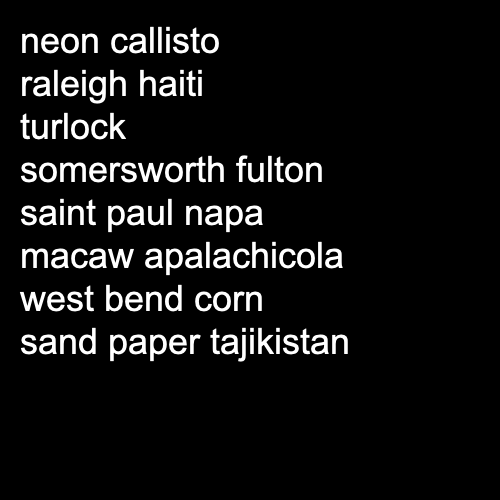 neon callisto
raleigh haiti
turlock
somersworth fulton
saint paul napa
macaw apalachicola
west bend corn
sand paper tajikistan